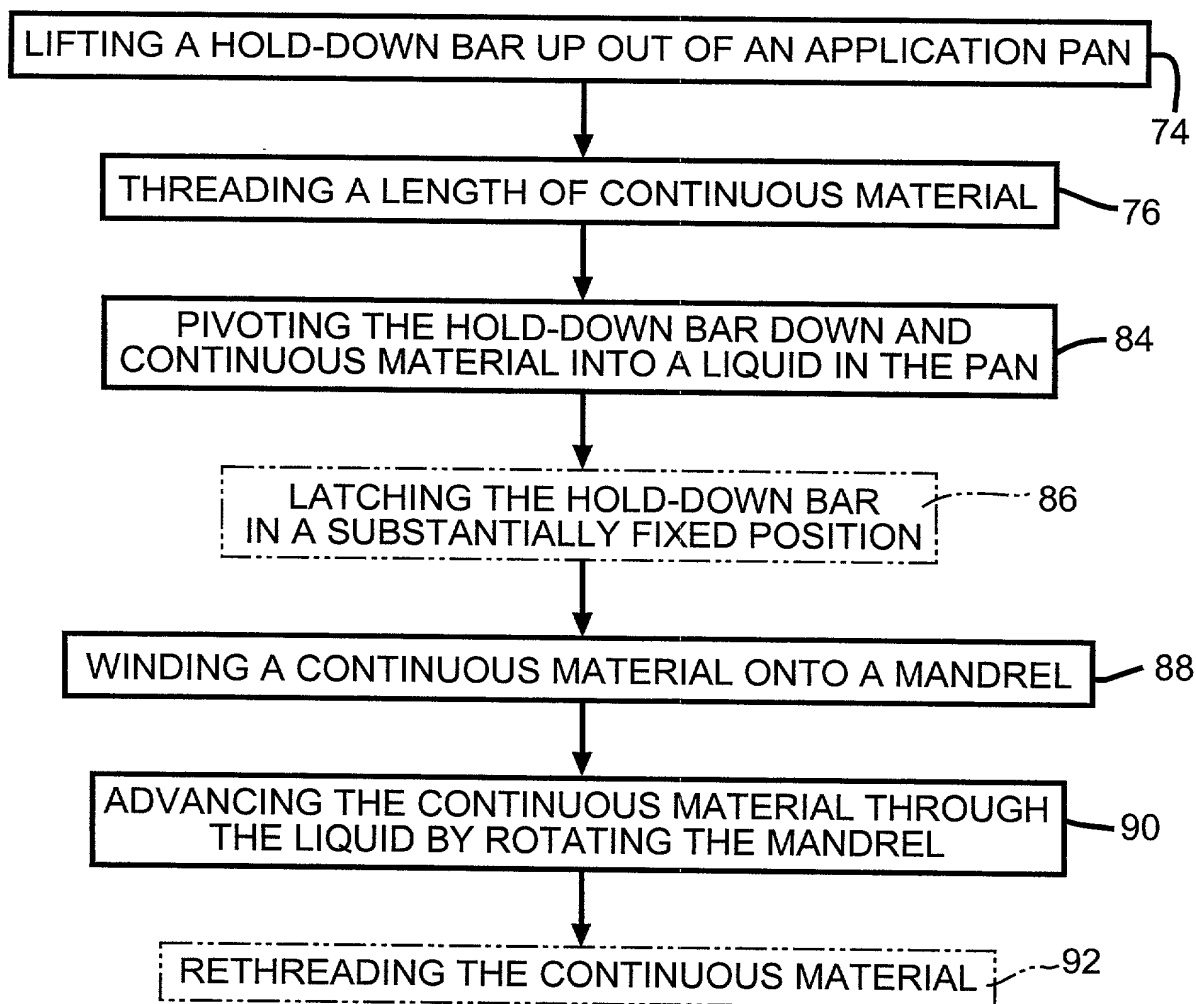 LIFTING A HOLD-DOWN BAR UP OUT OF AN APPLICATION PAN
74
THREADING A LENGTH OF CONTINUOUS MATERIAL
76
PIVOTING THE HOLD-DOWN BAR DOWN AND
CONTINUOUS MATERIAL INTO A LIQUID IN THE PAN
84
LATCHING THE HOLD-DOWN BAR
IN A SUBSTANTIALLY FIXED POSITION
86
WINDING A CONTINUOUS MATERIAL ONTO A MANDREL
88
ADVANCING THE CONTINUOUS MATERIAL THROUGH
THE LIQUID BY ROTATING THE MANDREL
90
RETHREADING THE CONTINUOUS MATERIAL
92